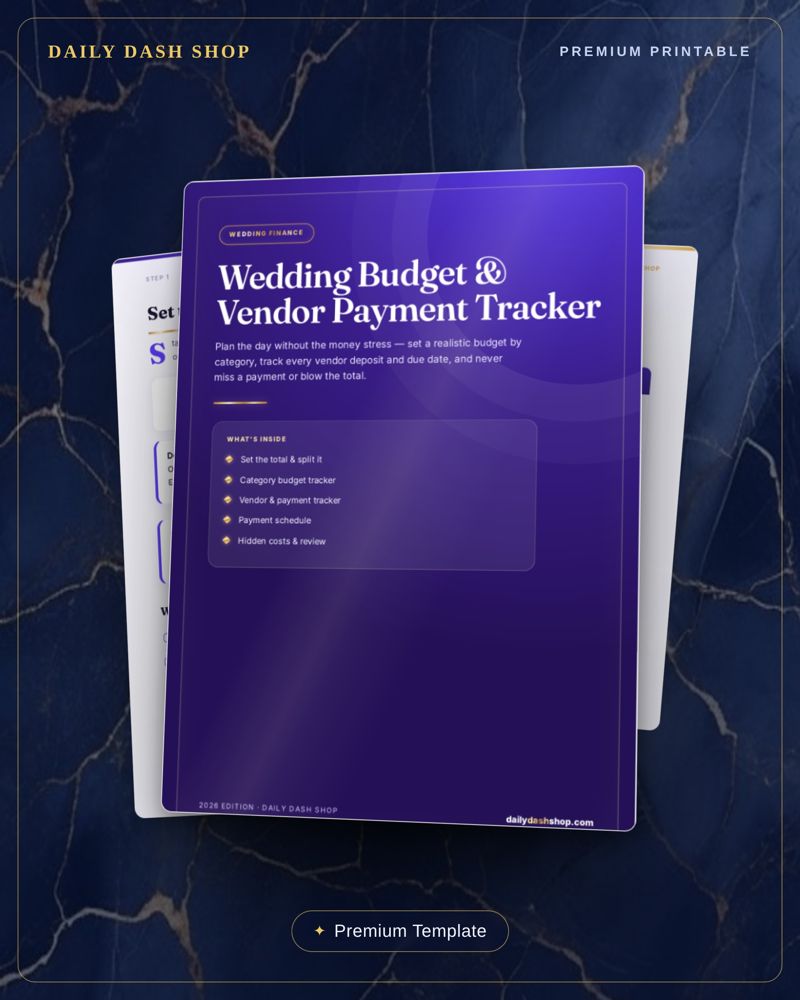 DAILY DASH SHOP
PREMIUM PRINTABLE
WEDDING FINANCE
Wedding Budget &
Vendor Payment Tracker
Plan the day without the money stress — set a realistic budget by
category, track every vendor deposit and due date, and never
miss a payment or blow the total.
WHAT'S INSIDE
Set the total & split it
Category budget tracker
Vendor & payment tracker
Payment schedule
Hidden costs & review
2026 EDITION · DAILY DASH SHOP
dailydashshop.com
STEP 1
Set
SHOP
✦ Premium Template